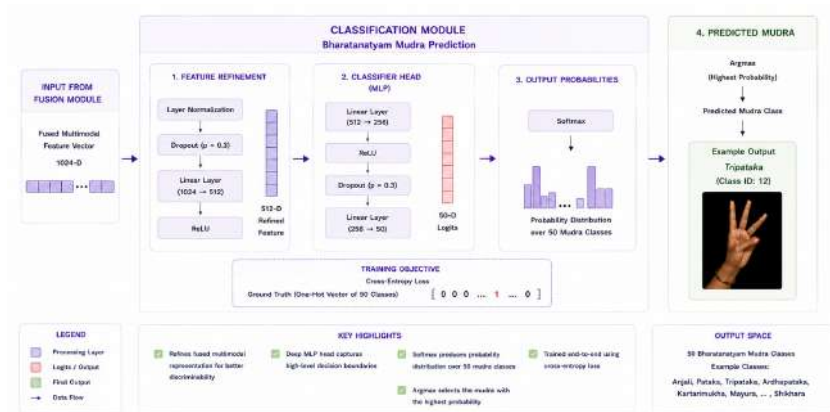 CLASSIFICATION MODULE
Bharatanatyam Mudra Prediction
INPUT FROM
FUSION MODULE
Fused Multimodal
Feature Vector
1024-D
...
1. FEATURE REFINEMENT
Layer Normalization
Dropout (p = 0.3)
Linear Layer
(1024 → 512)
ReLU
512-D
Refined
Feature
2. CLASSIFIER HEAD
(MLP)
Linear Layer
(512 → 256)
ReLU
Dropout (p = 0.3)
Linear Layer
(256 → 50)
50-D
Logits
3. OUTPUT PROBABILITIES
Softmax
...
Probability Distribution
over 50 Mudra Classes
4. PREDICTED MUDRA
Argmax
(Highest Probability)
Predicted Mudra Class
Example Output
Tripataka
(Class ID: 12)
TRAINING OBJECTIVE
Cross-Entropy Loss
Ground Truth (One-Hot Vector of 50 Classes) [ 0 0 0 ... 1 ... 0 ]
LEGEND
Processing Layer
Logits / Output
Final Output
Data Flow
KEY HIGHLIGHTS
Refines fused multimodal
representation for better
discriminability
Deep MLP head captures
high-level decision boundaries
Softmax produces probability
distribution over 50 mudra classes
Argmax selects the mudra with
the highest probability
Trained end-to-end using
cross-entropy loss
OUTPUT SPACE
50 Bharatanatyam Mudra Classes
Example Classes:
Anjali, Pataka, Tripataka, Ardhapataka,
Kartarimukha, Mayura, ... , Shikhara